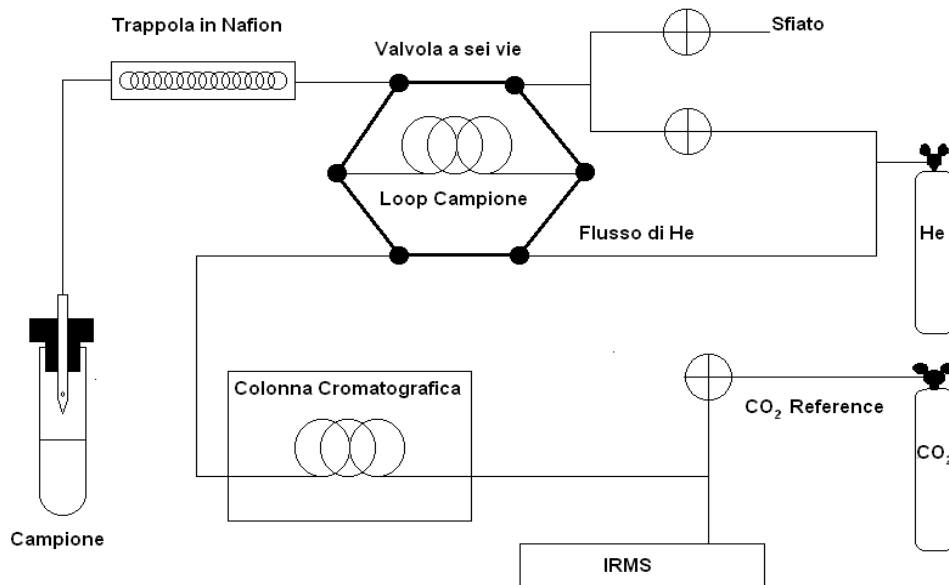 Trappola in Nafion
Valvola a sei vie
Sfiato
Loop Campione
Flusso di He
He
Colonna Cromatografica
CO₂ Reference
CO₂
Campione
IRMS